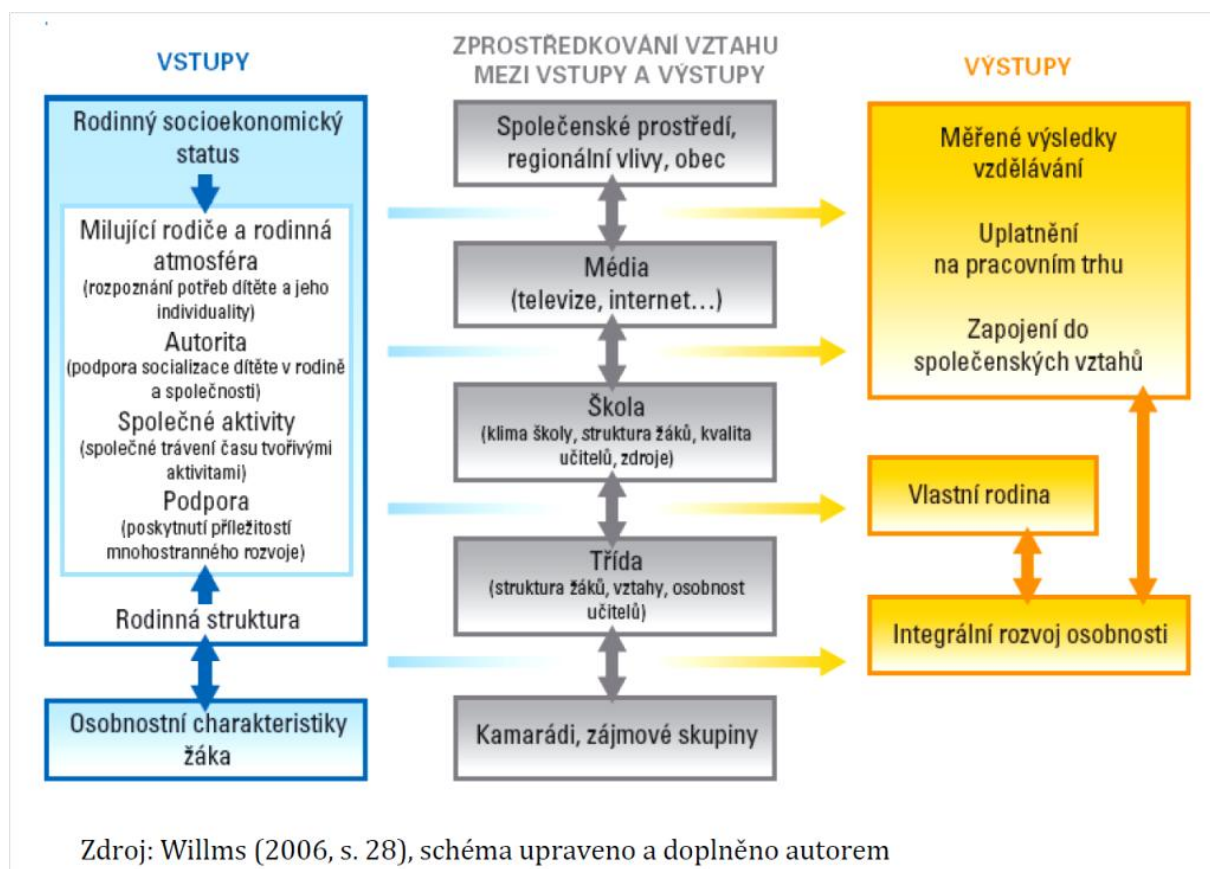 VSTUPY
Rodinný socioekonomický
status
Milující rodiče a rodinná
atmosféra
(rozpoznání potřeb dítěte a jeho
individuality)
Autorita
(podpora socializace dítěte v rodině
a společnosti)
Společné aktivity
(společné trávení času tvořivými
aktivitami)
Podpora
(poskytnutí příležitostí
mnohostranného rozvoje)
Rodinná struktura
Osobnostní charakteristiky
žáka
ZPROSTŘEDKOVÁNÍ VZTAHU
MEZI VSTUPY A VÝSTUPY
Společenské prostředí,
regionální vlivy, obec
Média
(televize, internet...)
Škola
(klima školy, struktura žáků, kvalita
učitelů, zdroje)
Třída
(struktura žáků, vztahy, osobnost
učitelů)
Kamarádi, zájmové skupiny
VÝSTUPY
Měřené výsledky
vzdělávání
Uplatnění
na pracovním trhu
Zapojení do
společenských vztahů
Vlastní rodina
Integrální rozvoj osobnosti
Zdroj: Willms (2006, s. 28), schéma upraveno a doplněno autorem